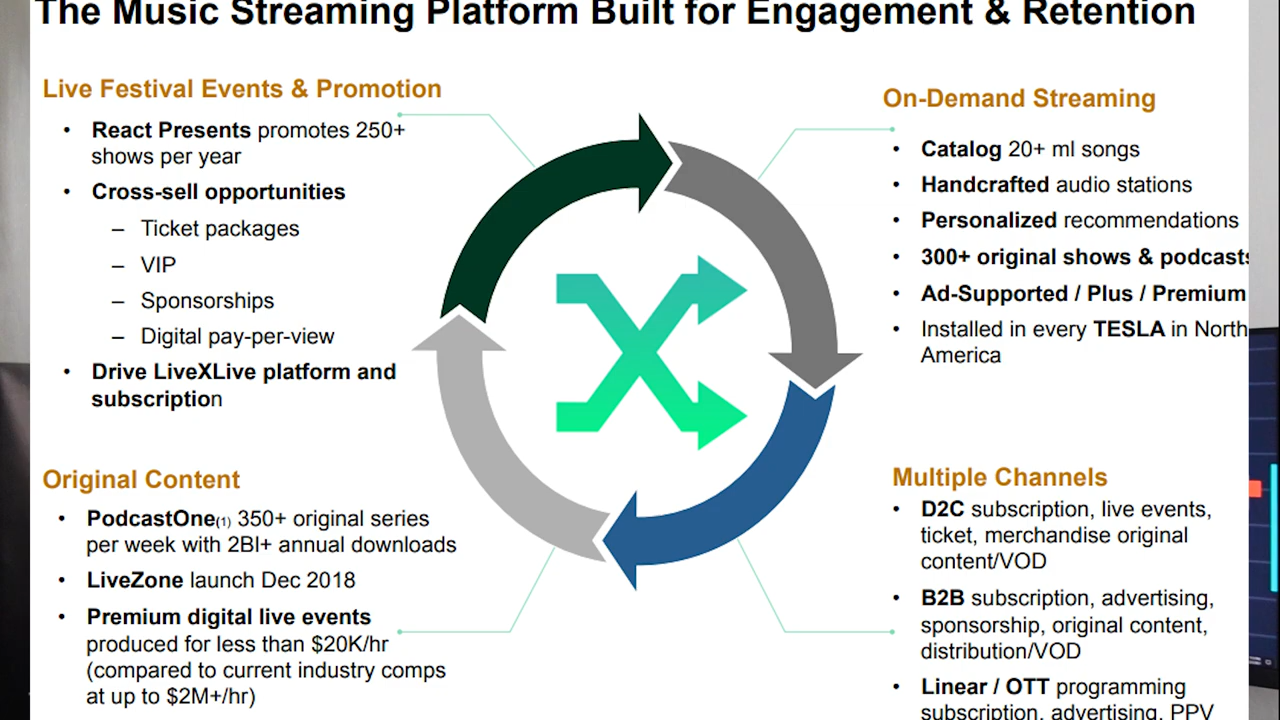 The Music Streaming Platform Built for Engagement & Retention
Live Festival Events & Promotion
• React Presents promotes 250+
shows per year
• Cross-sell opportunities
– Ticket packages
– VIP
– Sponsorships
– Digital pay-per-view
• Drive LiveXLive platform and
subscription
Original Content
• PodcastOne(1) 350+ original series
per week with 2BI+ annual downloads
• LiveZone launch Dec 2018
• Premium digital live events
produced for less than $20K/hr
(compared to current industry comps
at up to $2M+/hr)
On-Demand Streaming
• Catalog 20+ ml songs
• Handcrafted audio stations
• Personalized recommendations
• 300+ original shows & podcasts
• Ad-Supported / Plus / Premium
• Installed in every TESLA in North
America
Multiple Channels
• D2C subscription, live events,
ticket, merchandise original
content/VOD
• B2B subscription, advertising,
sponsorship, original content,
distribution/VOD
• Linear / OTT programming
subscription, advertising, PPV